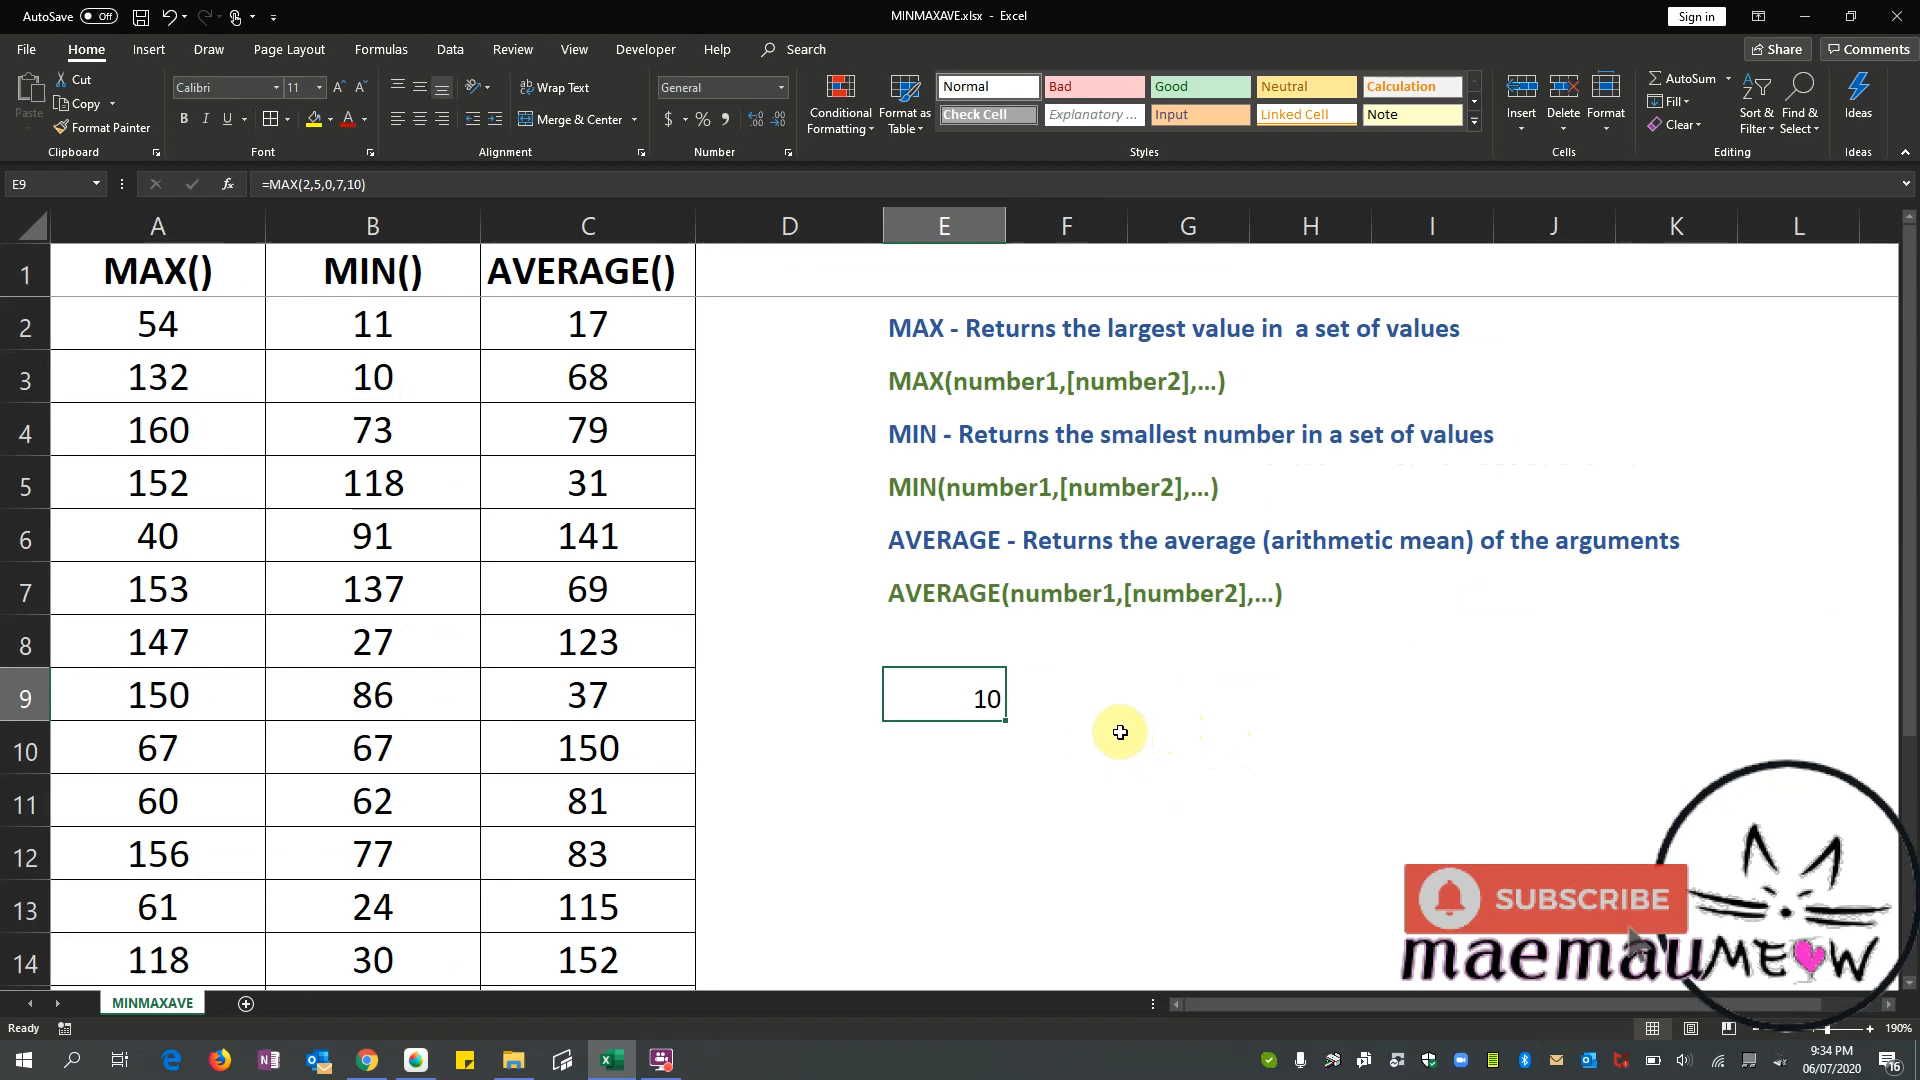 AutoSave Off MINMAXAVE.xlsx - Excel Sign in
File Home Insert Draw Page Layout Formulas Data Review View Developer Help Search Share Comments
Paste Cut Copy Format Painter Clipboard
Calibri 11 B I U A Font
Wrap Text Merge & Center Alignment
General $ % Number
Conditional Formatting Format as Table
Normal Bad Good Neutral Calculation
Check Cell Explanatory ... Input Linked Cell Note
Styles
Insert Delete Format Cells
AutoSum Fill Clear Sort & Filter Find & Select Editing
Ideas Ideas
E9 fx =MAX(2,5,0,7,10)
A B C D E F G H I J K L
1 MAX() MIN() AVERAGE()
2 54 11 17 MAX - Returns the largest value in a set of values
3 132 10 68 MAX(number1,[number2],...)
4 160 73 79 MIN - Returns the smallest number in a set of values
5 152 118 31 MIN(number1,[number2],...)
6 40 91 141 AVERAGE - Returns the average (arithmetic mean) of the arguments
7 153 137 69 AVERAGE(number1,[number2],...)
8 147 27 123
9 150 86 37 10
10 67 67 150
11 60 62 81
12 156 77 83
13 61 24 115
14 118 30 152
SUBSCRIBE
maemau MEOW
MINMAXAVE
Ready 190%
9:34 PM
06/07/2020
16